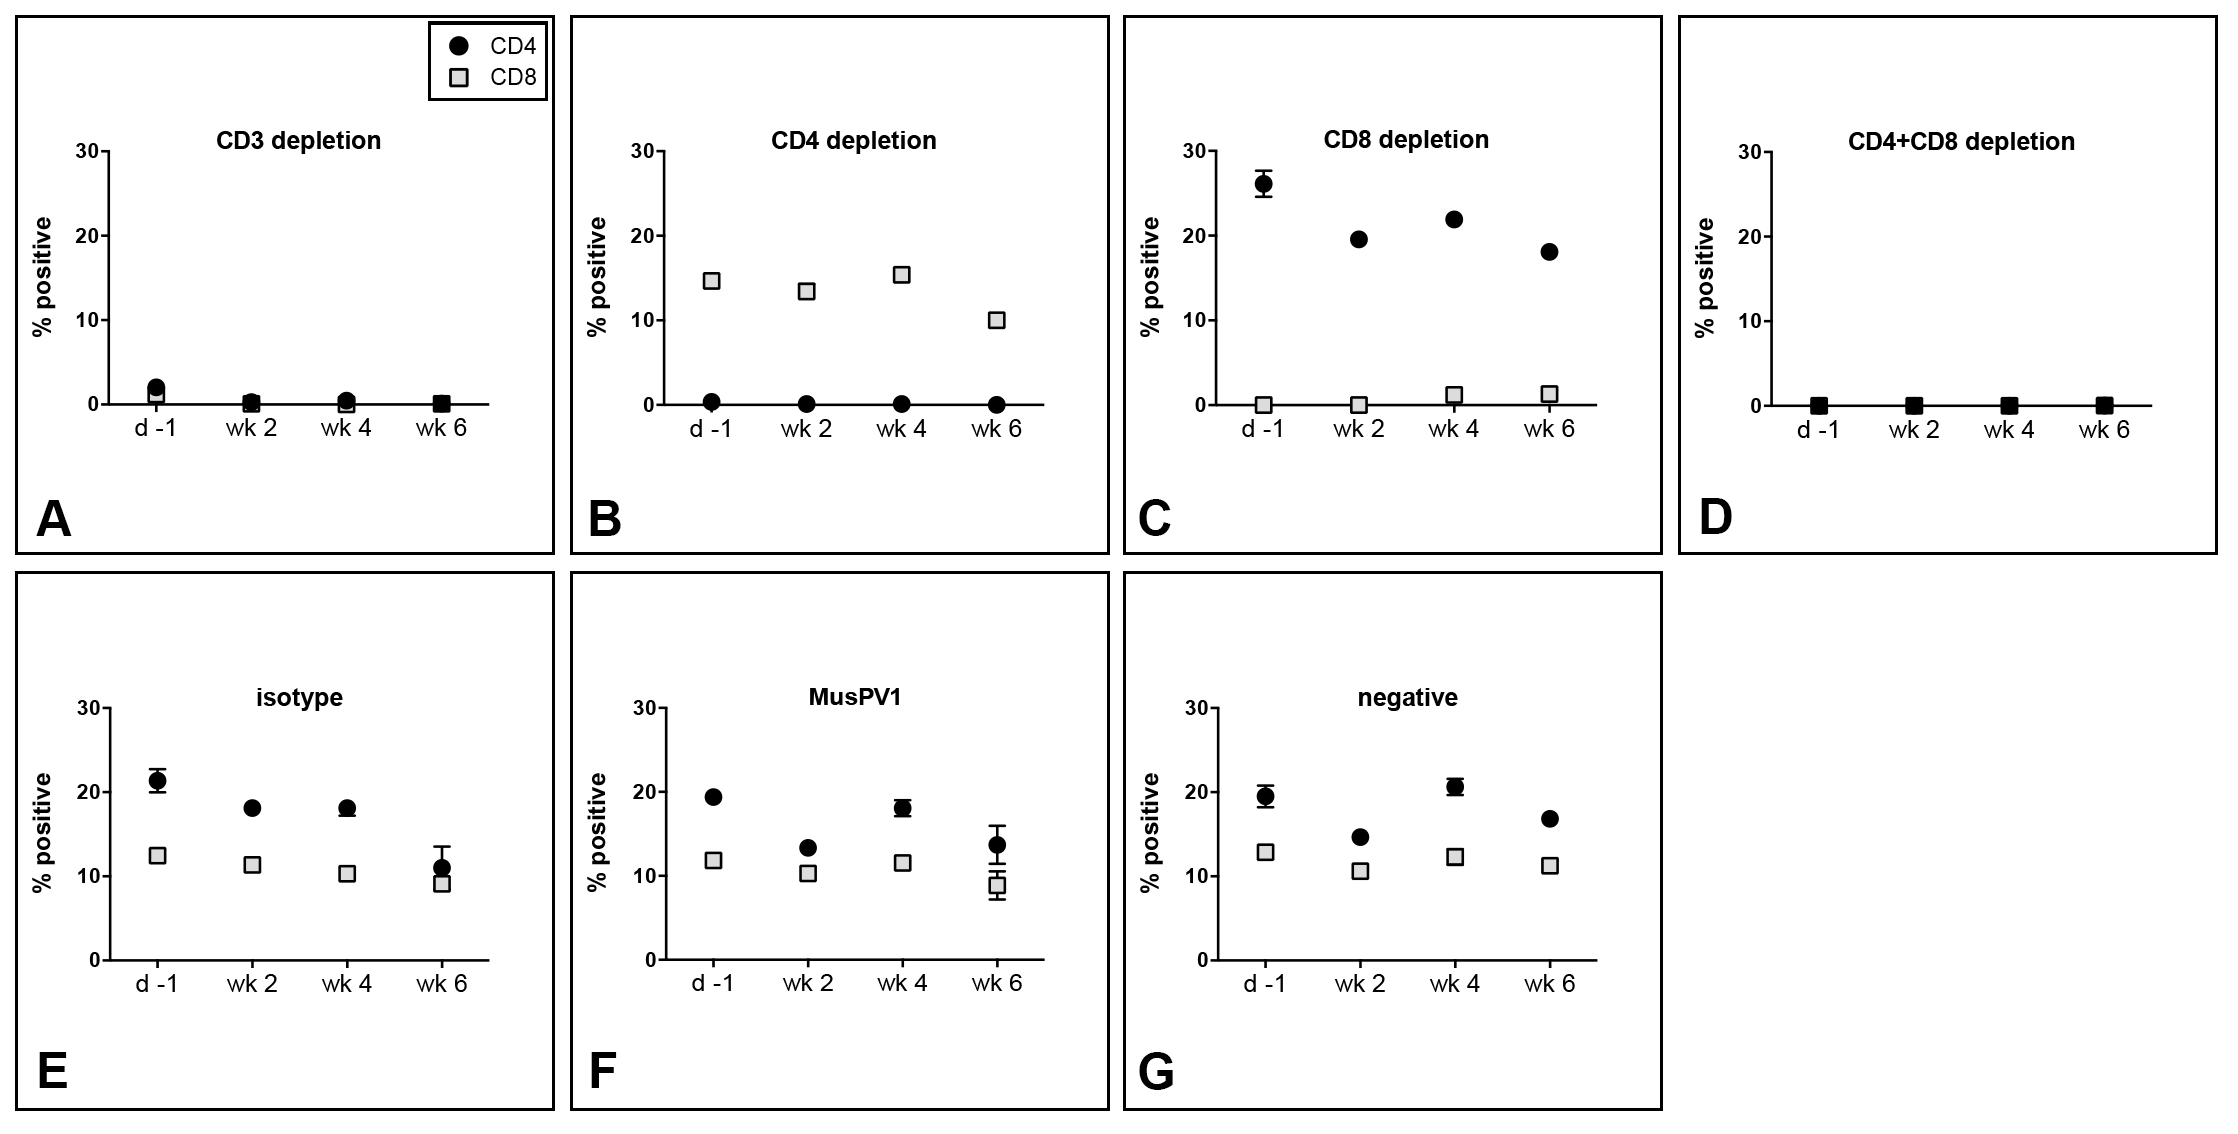 CD4
CD8
CD3 depletion
30
20
10
0
% positive
d -1 wk 2 wk 4 wk 6
A
CD4 depletion
30
20
10
0
% positive
d -1 wk 2 wk 4 wk 6
B
CD8 depletion
30
20
10
0
% positive
d -1 wk 2 wk 4 wk 6
C
CD4+CD8 depletion
30
20
10
0
% positive
d -1 wk 2 wk 4 wk 6
D
isotype
30
20
10
0
% positive
d -1 wk 2 wk 4 wk 6
E
MusPV1
30
20
10
0
% positive
d -1 wk 2 wk 4 wk 6
F
negative
30
20
10
0
% positive
d -1 wk 2 wk 4 wk 6
G